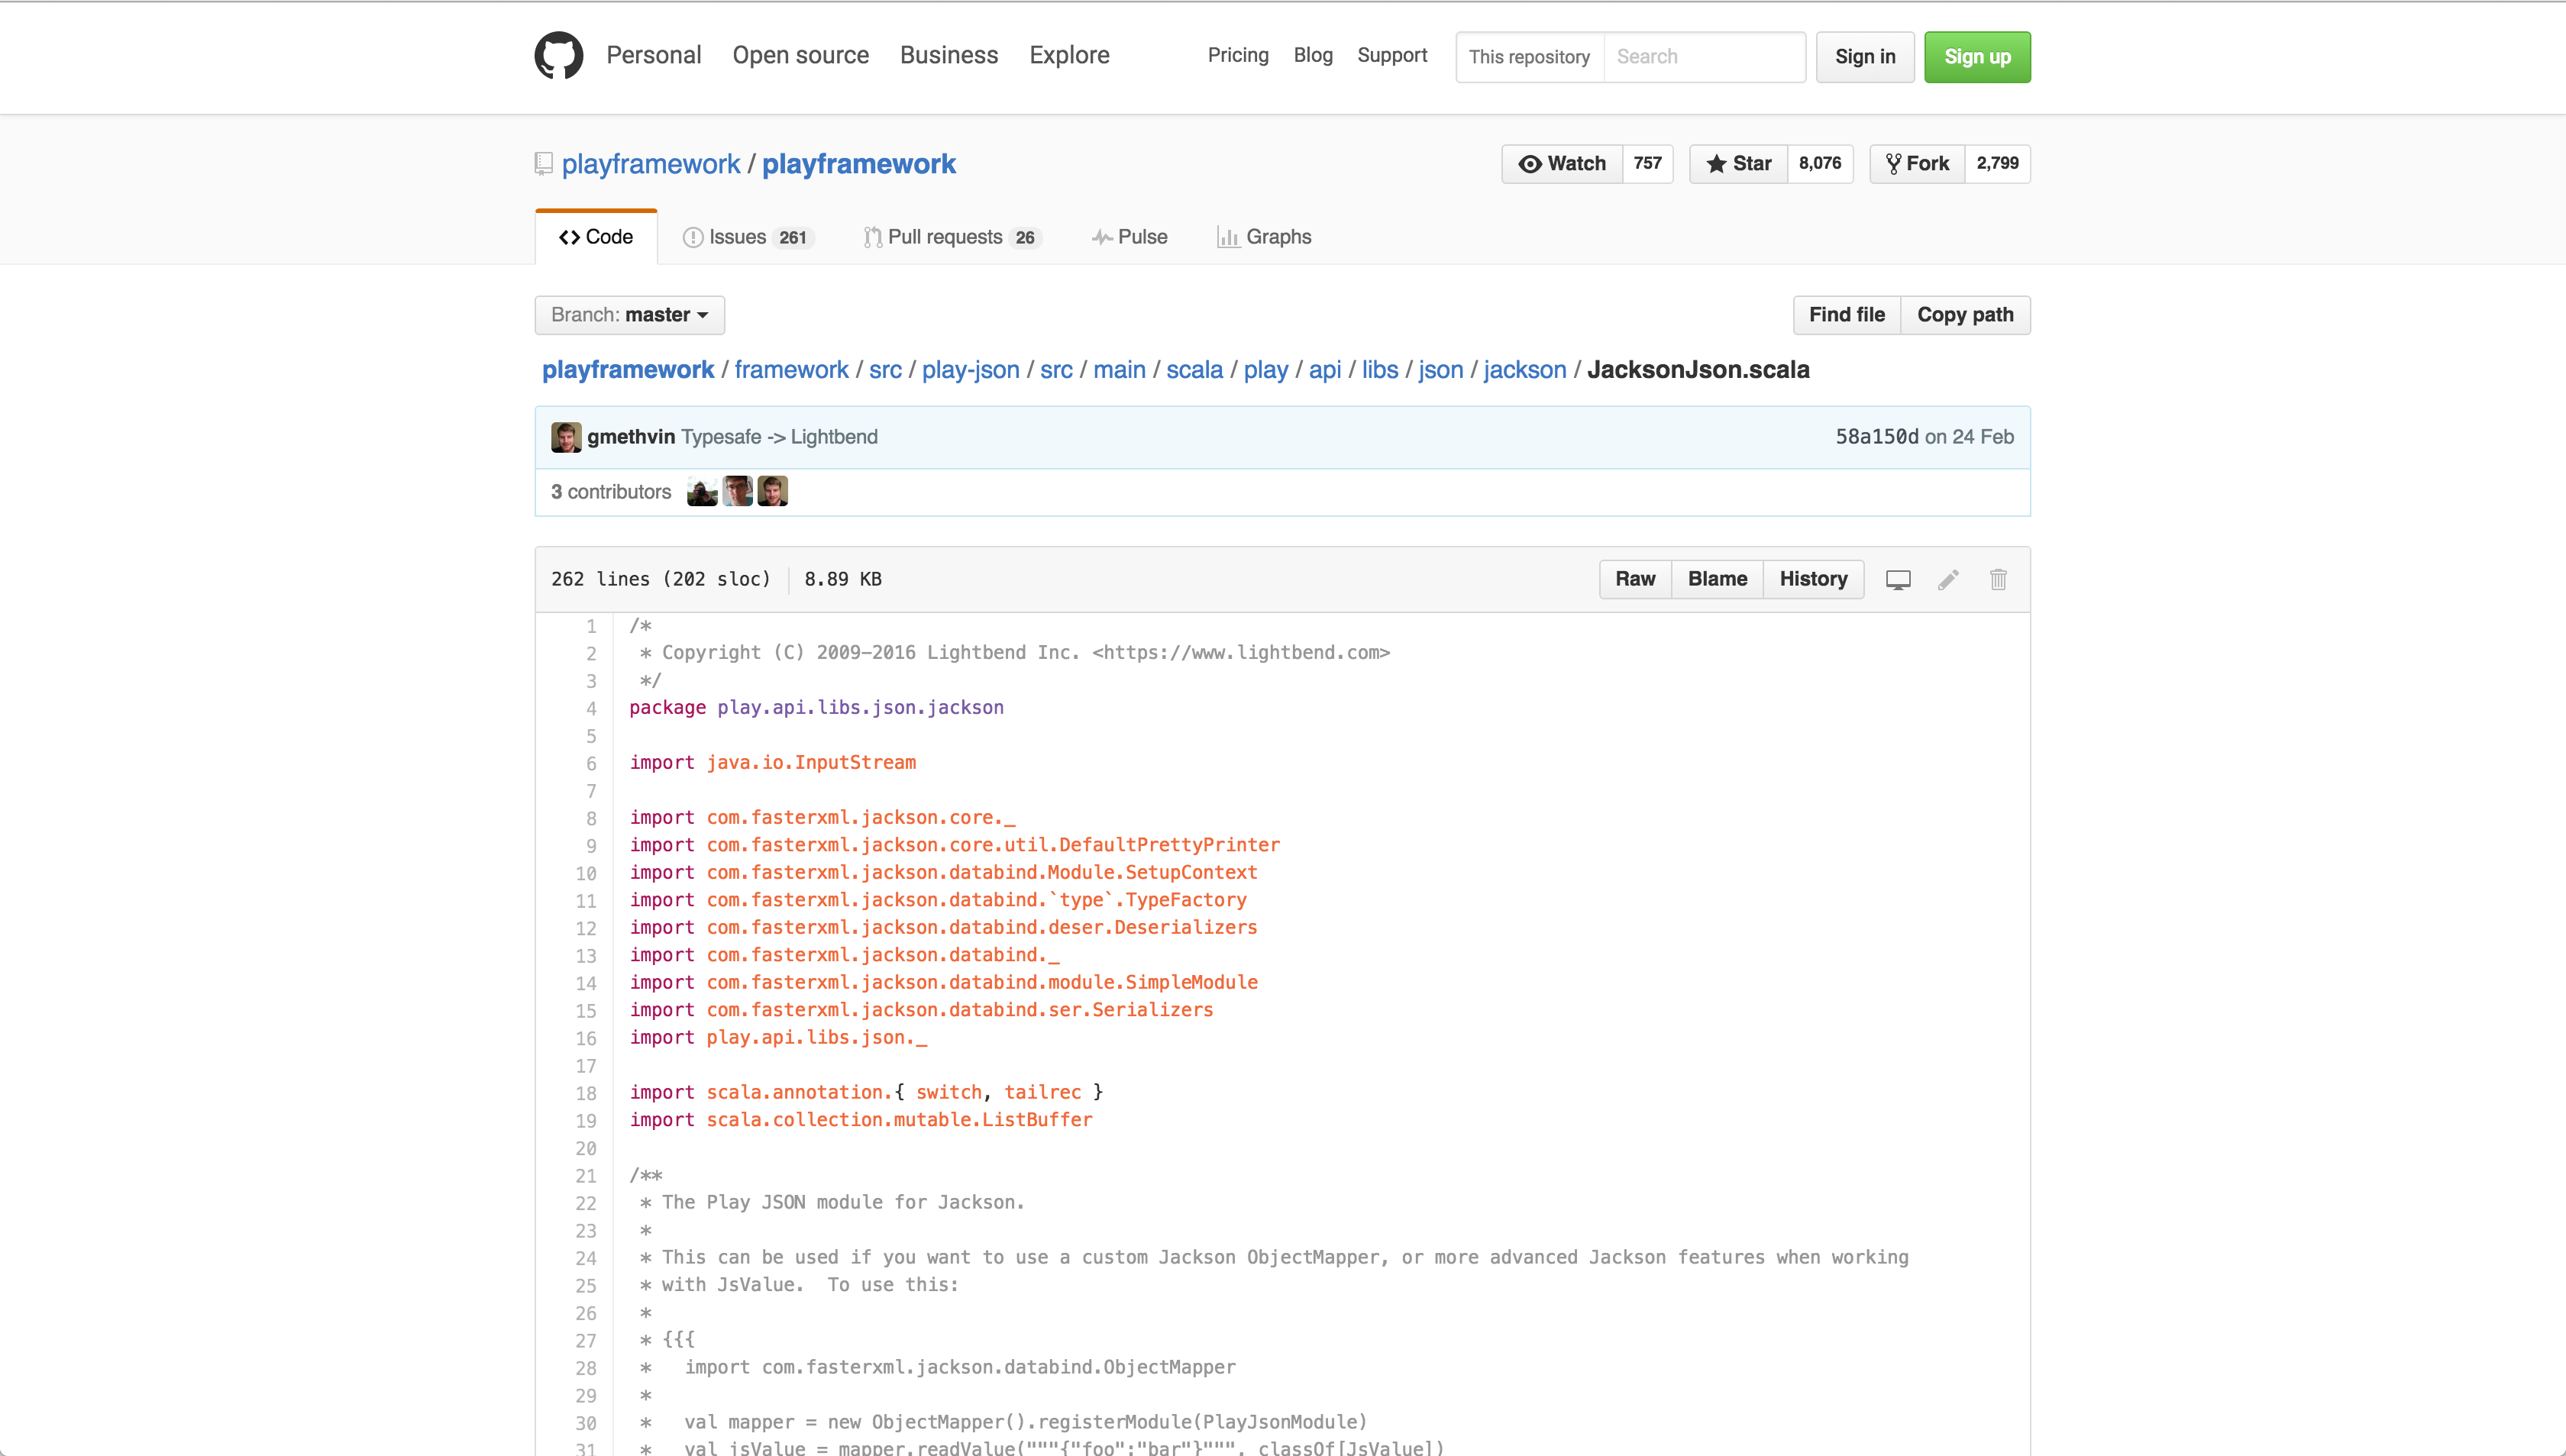 Personal Open source Business Explore Pricing Blog Support This repository Search Sign in Sign up
playframework / playframework Watch 757 Star 8,076 Fork 2,799
Code Issues 261 Pull requests 26 Pulse Graphs
Branch: master Find file Copy path
playframework / framework / src / play-json / src / main / scala / play / api / libs / json / jackson / JacksonJson.scala
gmethvin Typesafe -> Lightbend 58a150d on 24 Feb
3 contributors
262 lines (202 sloc) 8.89 KB Raw Blame History
1 /*
2 * Copyright (C) 2009-2016 Lightbend Inc. <https://www.lightbend.com>
3 */
4 package play.api.libs.json.jackson
5
6 import java.io.InputStream
7
8 import com.fasterxml.jackson.core._
9 import com.fasterxml.jackson.core.util.DefaultPrettyPrinter
10 import com.fasterxml.jackson.databind.Module.SetupContext
11 import com.fasterxml.jackson.databind.`type`.TypeFactory
12 import com.fasterxml.jackson.databind.deser.Deserializers
13 import com.fasterxml.jackson.databind._
14 import com.fasterxml.jackson.databind.module.SimpleModule
15 import com.fasterxml.jackson.databind.ser.Serializers
16 import play.api.libs.json._
17
18 import scala.annotation.{ switch, tailrec }
19 import scala.collection.mutable.ListBuffer
20
21 /**
22 * The Play JSON module for Jackson.
23 *
24 * This can be used if you want to use a custom Jackson ObjectMapper, or more advanced Jackson features when working
25 * with JsValue.  To use this:
26 *
27 * {{{
28 *   import com.fasterxml.jackson.databind.ObjectMapper
29 *
30 *   val mapper = new ObjectMapper().registerModule(PlayJsonModule)
31 *   val jsValue = mapper.readValue("""{"foo":"bar"}""", classOf[JsValue])